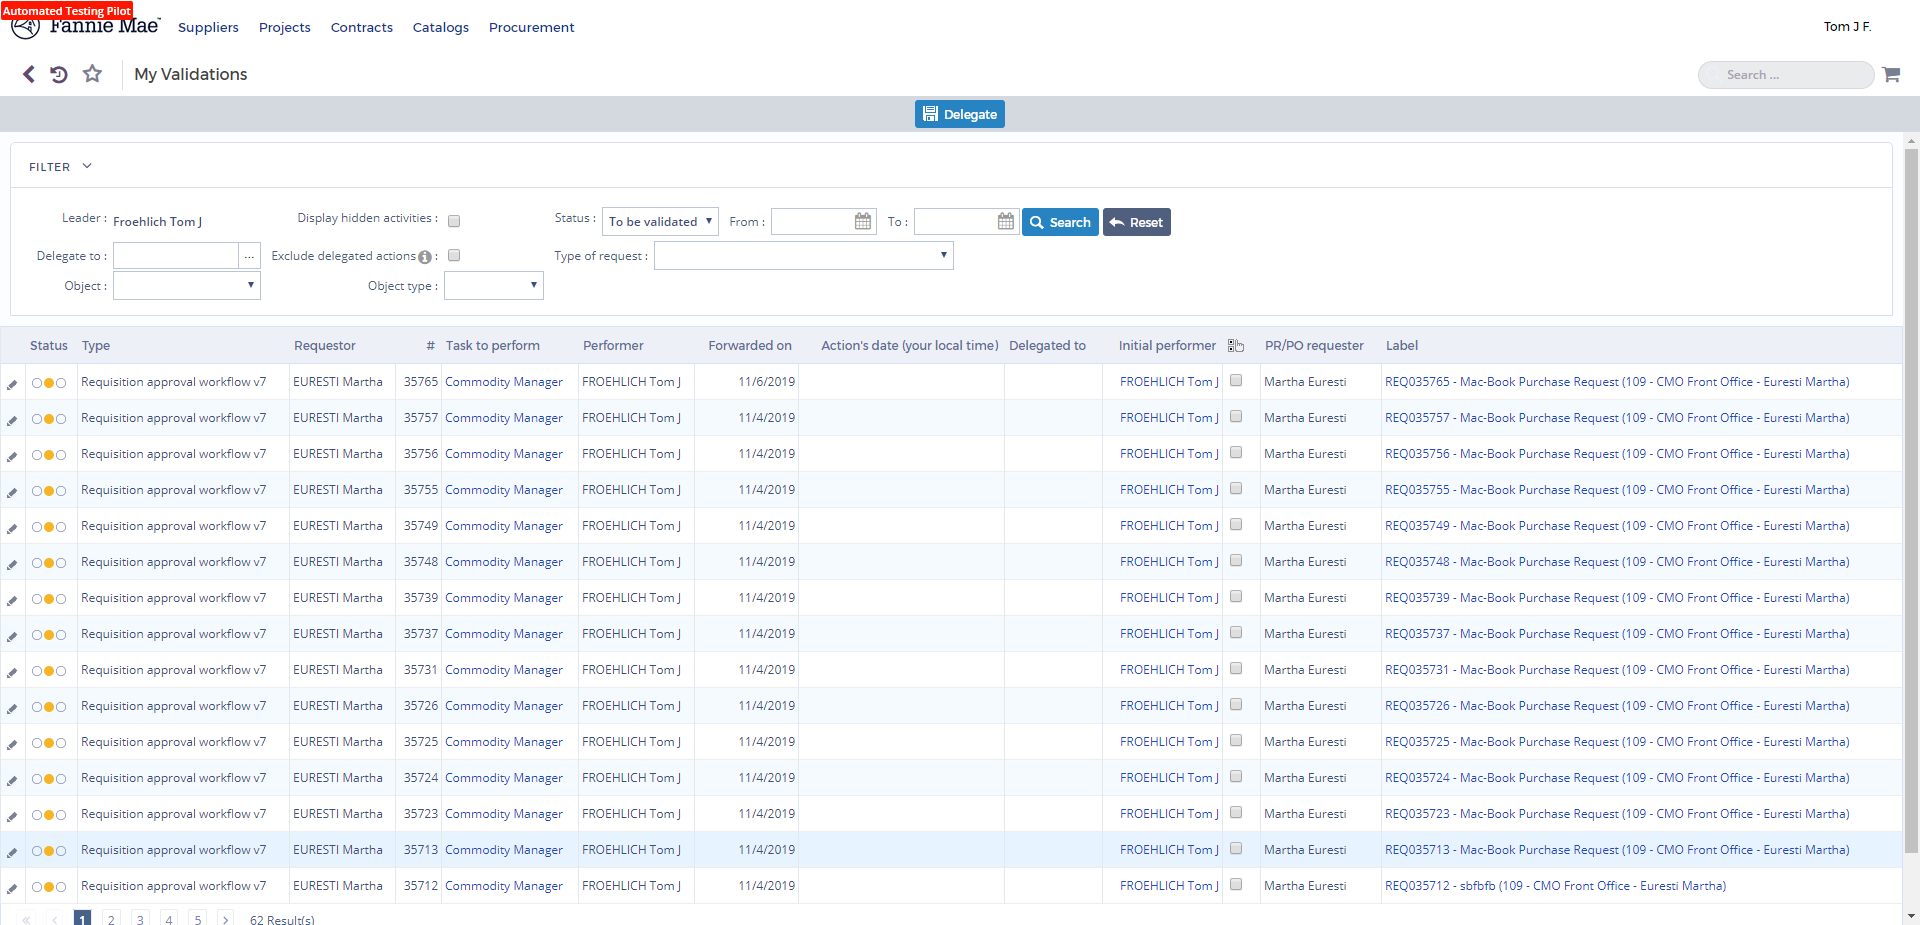 Automated Testing Pilot
Fannie Mae Suppliers Projects Contracts Catalogs Procurement Tom J F.
My Validations Search ...
Delegate
FILTER
Leader : Froehlich Tom J Display hidden activities : Status : To be validated From : To : Search Reset
Delegate to : ... Exclude delegated actions : Type of request :
Object : Object type :
Status Type Requestor # Task to perform Performer Forwarded on Action's date (your local time) Delegated to Initial performer PR/PO requester Label
Requisition approval workflow v7 EURESTI Martha 35765 Commodity Manager FROEHLICH Tom J 11/6/2019 FROEHLICH Tom J Martha Euresti REQ035765 - Mac-Book Purchase Request (109 - CMO Front Office - Euresti Martha)
Requisition approval workflow v7 EURESTI Martha 35757 Commodity Manager FROEHLICH Tom J 11/4/2019 FROEHLICH Tom J Martha Euresti REQ035757 - Mac-Book Purchase Request (109 - CMO Front Office - Euresti Martha)
Requisition approval workflow v7 EURESTI Martha 35756 Commodity Manager FROEHLICH Tom J 11/4/2019 FROEHLICH Tom J Martha Euresti REQ035756 - Mac-Book Purchase Request (109 - CMO Front Office - Euresti Martha)
Requisition approval workflow v7 EURESTI Martha 35755 Commodity Manager FROEHLICH Tom J 11/4/2019 FROEHLICH Tom J Martha Euresti REQ035755 - Mac-Book Purchase Request (109 - CMO Front Office - Euresti Martha)
Requisition approval workflow v7 EURESTI Martha 35749 Commodity Manager FROEHLICH Tom J 11/4/2019 FROEHLICH Tom J Martha Euresti REQ035749 - Mac-Book Purchase Request (109 - CMO Front Office - Euresti Martha)
Requisition approval workflow v7 EURESTI Martha 35748 Commodity Manager FROEHLICH Tom J 11/4/2019 FROEHLICH Tom J Martha Euresti REQ035748 - Mac-Book Purchase Request (109 - CMO Front Office - Euresti Martha)
Requisition approval workflow v7 EURESTI Martha 35739 Commodity Manager FROEHLICH Tom J 11/4/2019 FROEHLICH Tom J Martha Euresti REQ035739 - Mac-Book Purchase Request (109 - CMO Front Office - Euresti Martha)
Requisition approval workflow v7 EURESTI Martha 35737 Commodity Manager FROEHLICH Tom J 11/4/2019 FROEHLICH Tom J Martha Euresti REQ035737 - Mac-Book Purchase Request (109 - CMO Front Office - Euresti Martha)
Requisition approval workflow v7 EURESTI Martha 35731 Commodity Manager FROEHLICH Tom J 11/4/2019 FROEHLICH Tom J Martha Euresti REQ035731 - Mac-Book Purchase Request (109 - CMO Front Office - Euresti Martha)
Requisition approval workflow v7 EURESTI Martha 35726 Commodity Manager FROEHLICH Tom J 11/4/2019 FROEHLICH Tom J Martha Euresti REQ035726 - Mac-Book Purchase Request (109 - CMO Front Office - Euresti Martha)
Requisition approval workflow v7 EURESTI Martha 35725 Commodity Manager FROEHLICH Tom J 11/4/2019 FROEHLICH Tom J Martha Euresti REQ035725 - Mac-Book Purchase Request (109 - CMO Front Office - Euresti Martha)
Requisition approval workflow v7 EURESTI Martha 35724 Commodity Manager FROEHLICH Tom J 11/4/2019 FROEHLICH Tom J Martha Euresti REQ035724 - Mac-Book Purchase Request (109 - CMO Front Office - Euresti Martha)
Requisition approval workflow v7 EURESTI Martha 35723 Commodity Manager FROEHLICH Tom J 11/4/2019 FROEHLICH Tom J Martha Euresti REQ035723 - Mac-Book Purchase Request (109 - CMO Front Office - Euresti Martha)
Requisition approval workflow v7 EURESTI Martha 35713 Commodity Manager FROEHLICH Tom J 11/4/2019 FROEHLICH Tom J Martha Euresti REQ035713 - Mac-Book Purchase Request (109 - CMO Front Office - Euresti Martha)
Requisition approval workflow v7 EURESTI Martha 35712 Commodity Manager FROEHLICH Tom J 11/4/2019 FROEHLICH Tom J Martha Euresti REQ035712 - sbfbfb (109 - CMO Front Office - Euresti Martha)
« ‹ 1 2 3 4 5 › 62 Result(s)